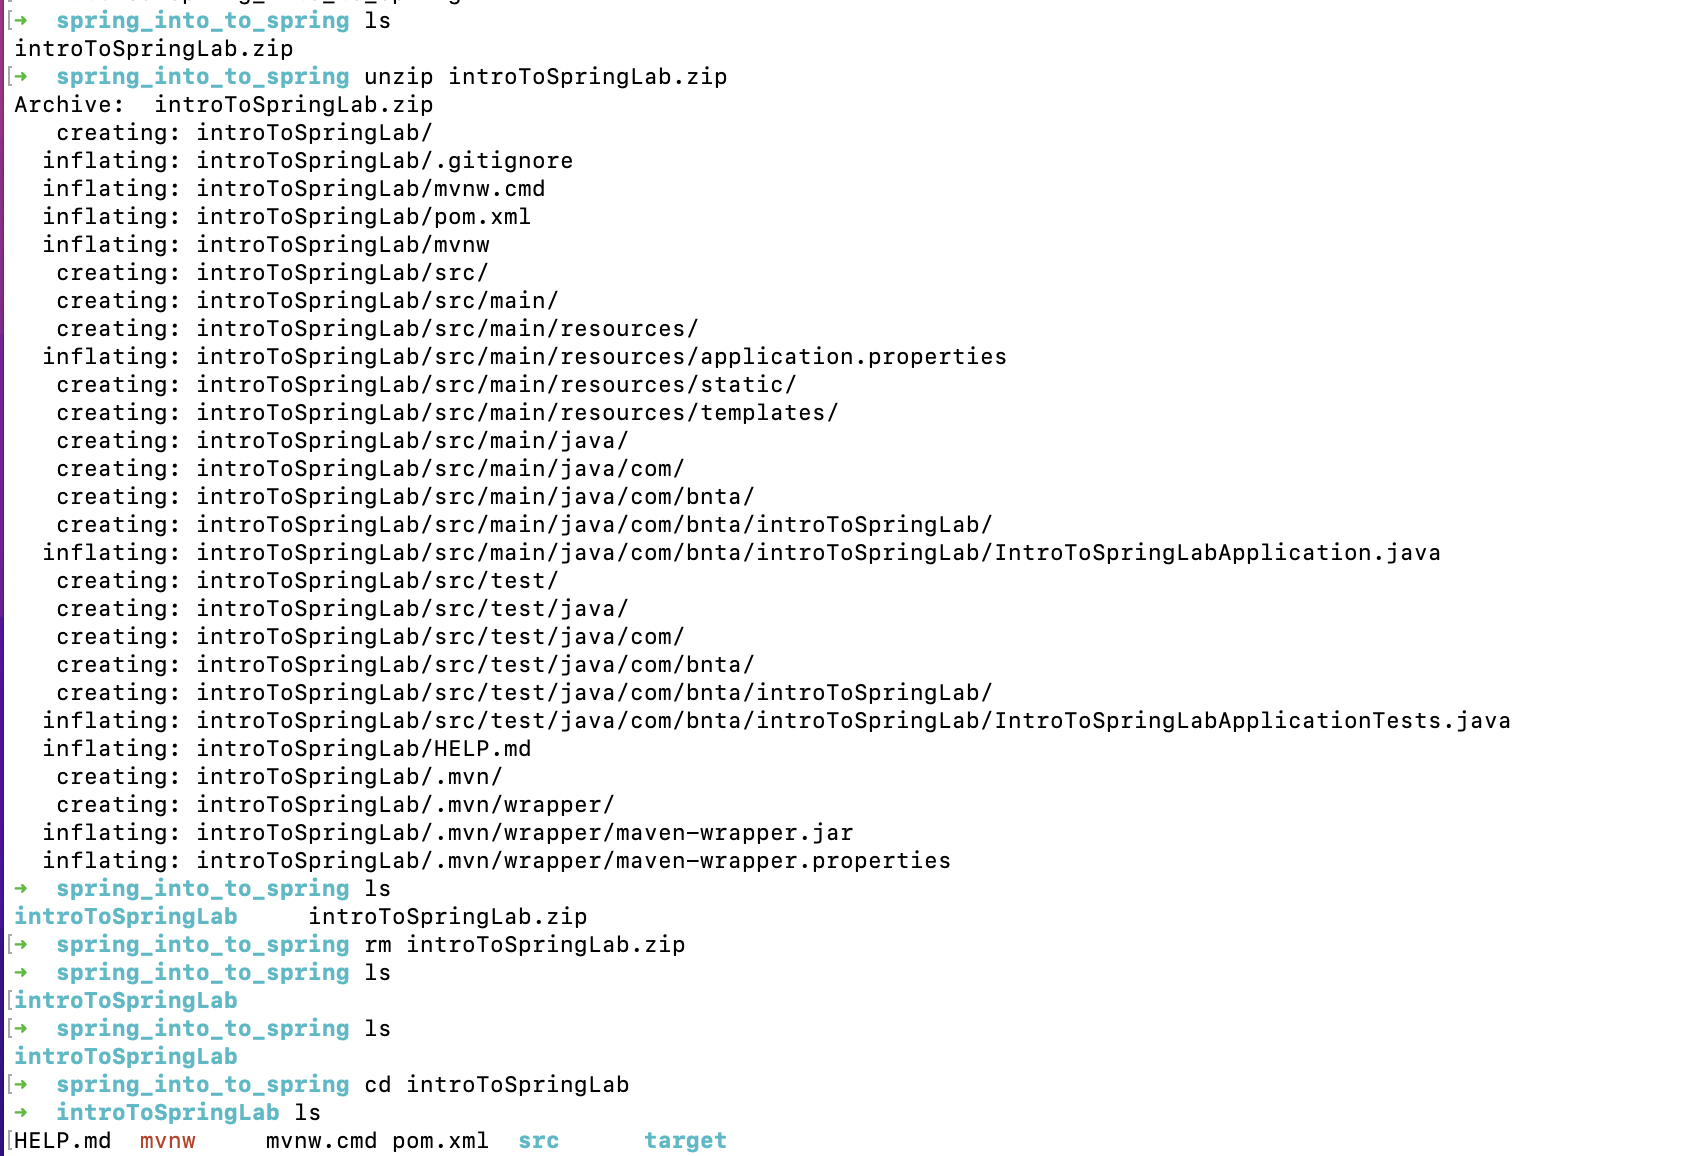 [➜  spring_into_to_spring ls
introToSpringLab.zip
[➜  spring_into_to_spring unzip introToSpringLab.zip
Archive:  introToSpringLab.zip
   creating: introToSpringLab/
  inflating: introToSpringLab/.gitignore
  inflating: introToSpringLab/mvnw.cmd
  inflating: introToSpringLab/pom.xml
  inflating: introToSpringLab/mvnw
   creating: introToSpringLab/src/
   creating: introToSpringLab/src/main/
   creating: introToSpringLab/src/main/resources/
  inflating: introToSpringLab/src/main/resources/application.properties
   creating: introToSpringLab/src/main/resources/static/
   creating: introToSpringLab/src/main/resources/templates/
   creating: introToSpringLab/src/main/java/
   creating: introToSpringLab/src/main/java/com/
   creating: introToSpringLab/src/main/java/com/bnta/
   creating: introToSpringLab/src/main/java/com/bnta/introToSpringLab/
  inflating: introToSpringLab/src/main/java/com/bnta/introToSpringLab/IntroToSpringLabApplication.java
   creating: introToSpringLab/src/test/
   creating: introToSpringLab/src/test/java/
   creating: introToSpringLab/src/test/java/com/
   creating: introToSpringLab/src/test/java/com/bnta/
   creating: introToSpringLab/src/test/java/com/bnta/introToSpringLab/
  inflating: introToSpringLab/src/test/java/com/bnta/introToSpringLab/IntroToSpringLabApplicationTests.java
  inflating: introToSpringLab/HELP.md
   creating: introToSpringLab/.mvn/
   creating: introToSpringLab/.mvn/wrapper/
  inflating: introToSpringLab/.mvn/wrapper/maven-wrapper.jar
  inflating: introToSpringLab/.mvn/wrapper/maven-wrapper.properties
➜  spring_into_to_spring ls
introToSpringLab     introToSpringLab.zip
[➜  spring_into_to_spring rm introToSpringLab.zip
➜  spring_into_to_spring ls
[introToSpringLab
[➜  spring_into_to_spring ls
introToSpringLab
[➜  spring_into_to_spring cd introToSpringLab
➜  introToSpringLab ls
[HELP.md  mvnw     mvnw.cmd pom.xml  src      target